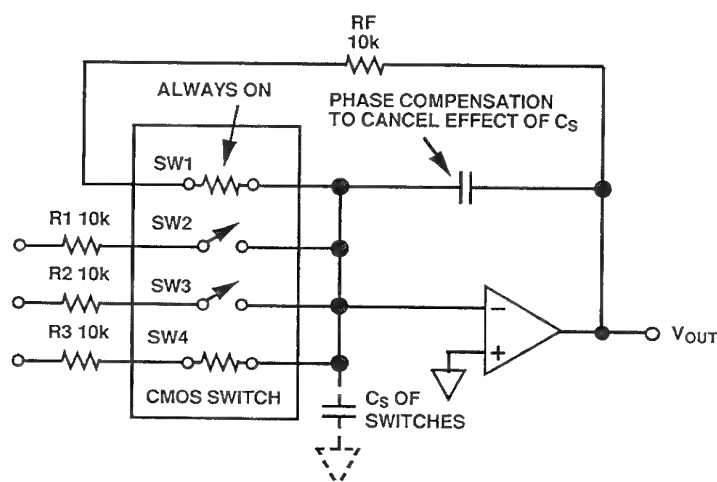 RF
10k
ALWAYS ON
PHASE COMPENSATION
TO CANCEL EFFECT OF CS
SW1
R1 10k
SW2
R2 10k
SW3
R3 10k
SW4
CMOS SWITCH
CS OF
SWITCHES
−
+
VOUT